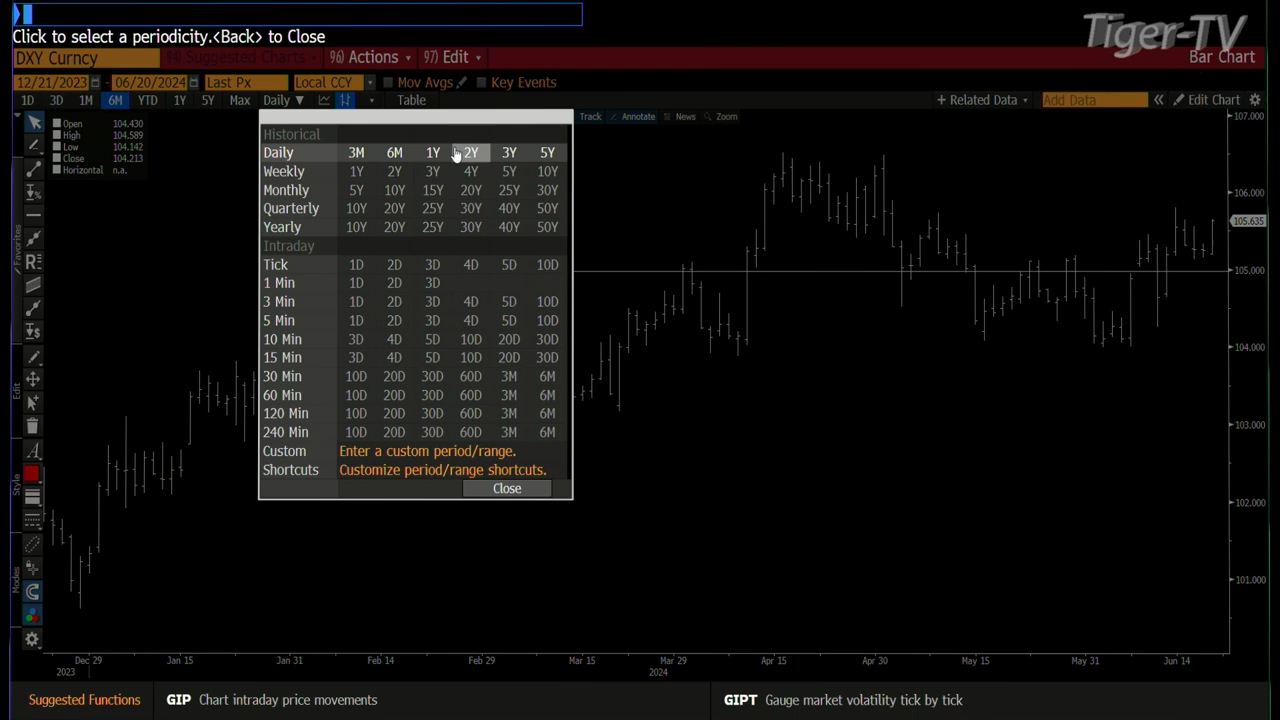 Click to select a periodicity.<Back> to Close
Tiger-TV
DXY Curncy
94) Suggested Charts
96) Actions
97) Edit
Bar Chart
12/21/2023 - 06/20/2024 Last Px Local CCY Mov Avgs Key Events
1D 3D 1M 6M YTD 1Y 5Y Max Daily Table + Related Data Add Data « Edit Chart
Track Annotate News Zoom
Open 104.430
High 104.589
Low 104.142
Close 104.213
Horizontal n.a.
Historical
Daily 3M 6M 1Y 2Y 3Y 5Y
Weekly 1Y 2Y 3Y 4Y 5Y 10Y
Monthly 5Y 10Y 15Y 20Y 25Y 30Y
Quarterly 10Y 20Y 25Y 30Y 40Y 50Y
Yearly 10Y 20Y 25Y 30Y 40Y 50Y
Intraday
Tick 1D 2D 3D 4D 5D 10D
1 Min 1D 2D 3D
3 Min 1D 2D 3D 4D 5D 10D
5 Min 1D 2D 3D 4D 5D 10D
10 Min 3D 4D 5D 10D 20D 30D
15 Min 3D 4D 5D 10D 20D 30D
30 Min 10D 20D 30D 60D 3M 6M
60 Min 10D 20D 30D 60D 3M 6M
120 Min 10D 20D 30D 60D 3M 6M
240 Min 10D 20D 30D 60D 3M 6M
Custom Enter a custom period/range.
Shortcuts Customize period/range shortcuts.
Close
Favorites
Edit
Style
Modes
107.000
106.000
105.635
105.000
104.000
103.000
102.000
101.000
Dec 29 Jan 15 Jan 31 Feb 14 Feb 29 Mar 15 Mar 29 Apr 15 Apr 30 May 15 May 31 Jun 14
2023 2024
Suggested Functions GIP Chart intraday price movements GIPT Gauge market volatility tick by tick